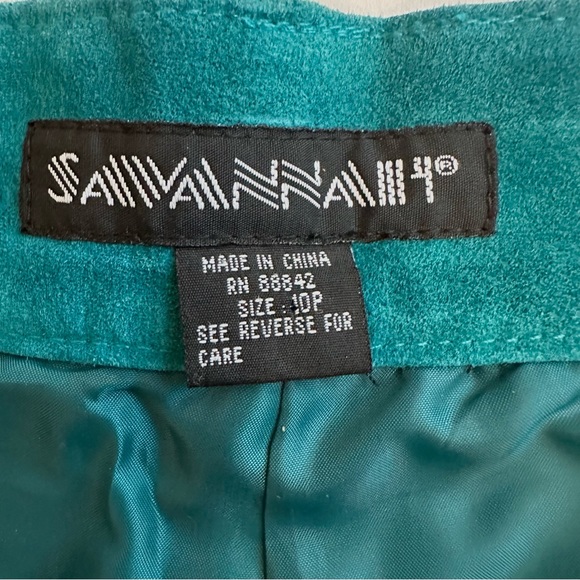 SAVANNAH®
MADE IN CHINA
RN 88842
SIZE : 10P
SEE REVERSE FOR
CARE